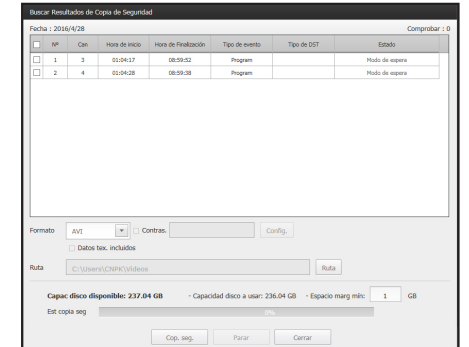 Buscar Resultados de Copia de Seguridad
Fecha : 2016/4/28 Comprobar : 0
Nº Can Hora de inicio Hora de Finalización Tipo de evento Tipo de DST Estado
1 3 01:04:17 08:59:52 Program Modo de espera
2 4 01:04:28 08:59:38 Program Modo de espera
Formato AVI Contras. Config.
Datos tex. incluidos
Ruta C:\Users\CNPK\Videos Ruta
Capac disco disponible: 237.04 GB - Capacidad disco a usar: 236.04 GB - Espacio marg mín: 1 GB
Est copia seg 0%
Cop. seg. Parar Cerrar